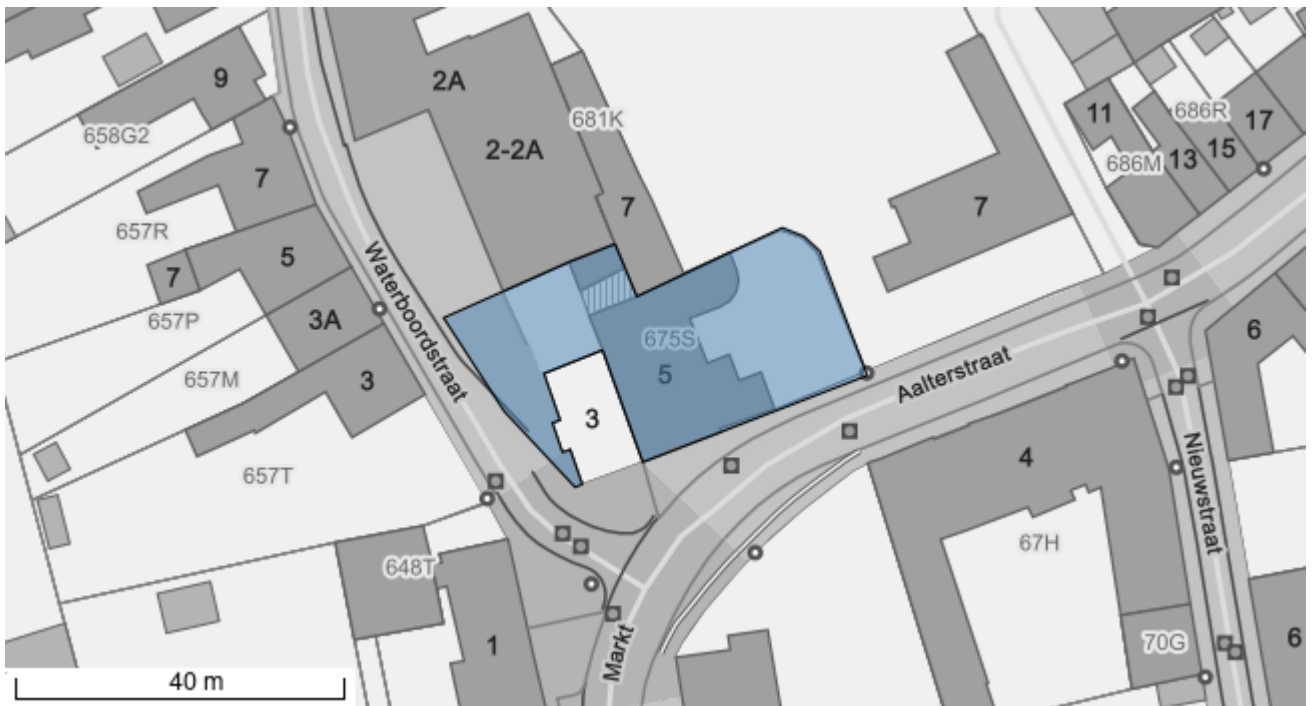 9
2A
2-2A
681K
658G2
7
7
11
686R
17
15
13
686M
7
657R
5
7
657P
3A
657M
3
Waterboordstraat
675S
5
3
Aalterstraat
6
657T
4
Nieuwstraat
67H
648T
1
Markt
70G
6
40 m